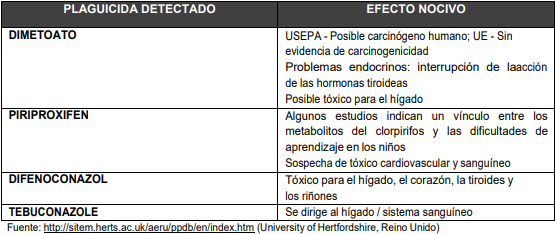 PLAGUICIDA DETECTADO
EFECTO NOCIVO
DIMETOATO
USEPA - Posible carcinógeno humano; UE - Sin
evidencia de carcinogenicidad
Problemas endocrinos: interrupción de laacción
de las hormonas tiroideas
Posible tóxico para el hígado
PIRIPROXIFEN
Algunos estudios indican un vínculo entre los
metabolitos del clorpirifos y las dificultades de
aprendizaje en los niños
Sospecha de tóxico cardiovascular y sanguíneo
DIFENOCONAZOL
Tóxico para el hígado, el corazón, la tiroides y
los riñones
TEBUCONAZOLE
Se dirige al hígado / sistema sanguíneo
Fuente: http://sitem.herts.ac.uk/aeru/ppdb/en/index.htm (University of Hertfordshire, Reino Unido)